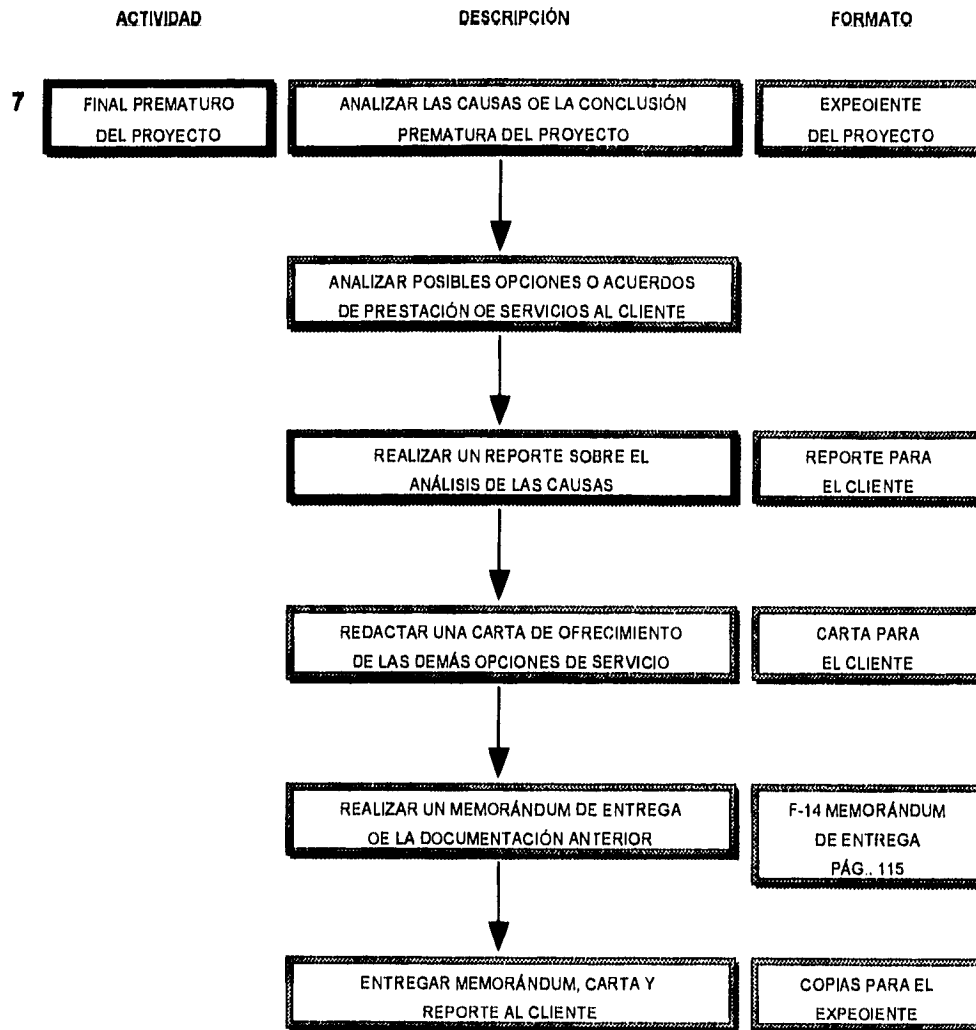 ACTIVIDAD DESCRIPCIÓN FORMATO
7 FINAL PREMATURO ANALIZAR LAS CAUSAS DE LA CONCLUSIÓN EXPEOIENTE
DEL PROYECTO PREMATURA DEL PROYECTO DEL PROYECTO
ANALIZAR POSIBLES OPCIONES O ACUERDOS
DE PRESTACIÓN OE SERVICIOS AL CLIENTE
REALIZAR UN REPORTE SOBRE EL REPORTE PARA
ANÁLISIS DE LAS CAUSAS EL CLIENTE
REDACTAR UNA CARTA DE OFRECIMIENTO CARTA PARA
DE LAS DEMÁS OPCIONES DE SERVICIO EL CLIENTE
REALIZAR UN MEMORÁNDUM DE ENTREGA F-14 MEMORÁNDUM
OE LA DOCUMENTACIÓN ANTERIOR DE ENTREGA
PÁG.. 115
ENTREGAR MEMORÁNDUM, CARTA Y COPIAS PARA EL
REPORTE AL CLIENTE EXPEOIENTE